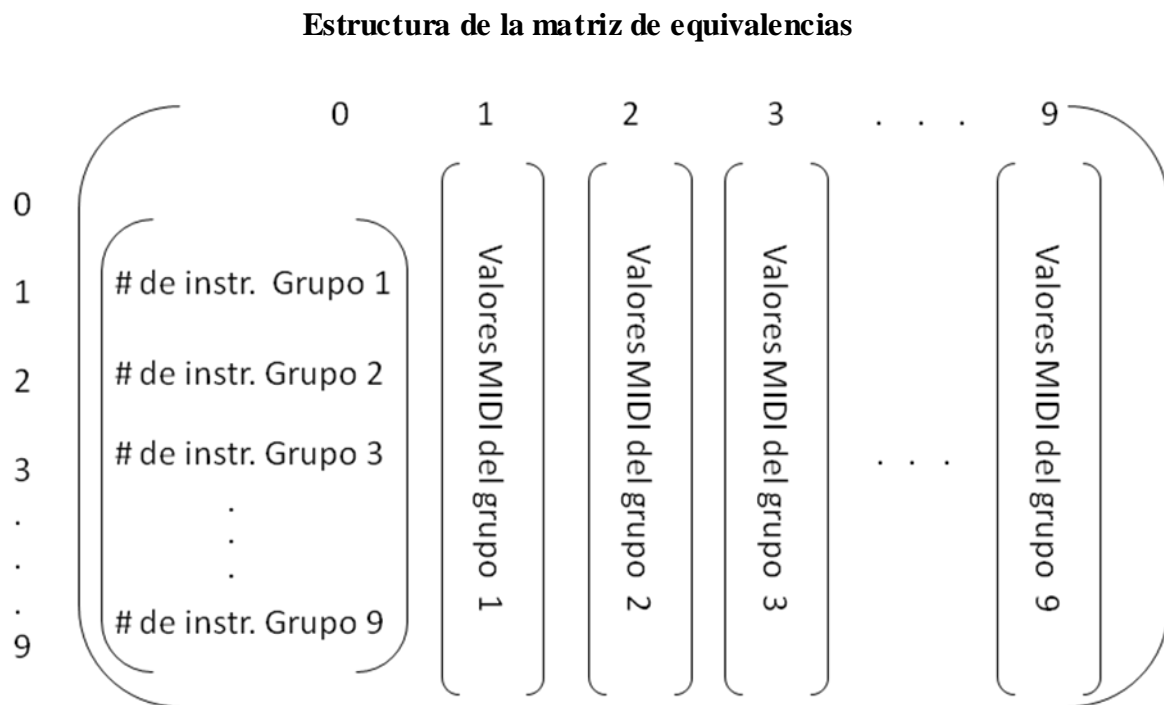 Estructura de la matriz de equivalencias
0 1 2 3 . . . 9
0
1
2
3
.
.
.
9
# de instr. Grupo 1
# de instr. Grupo 2
# de instr. Grupo 3
.
.
.
# de instr. Grupo 9
Valores MIDI del grupo 1
Valores MIDI del grupo 2
Valores MIDI del grupo 3
. . .
Valores MIDI del grupo 9